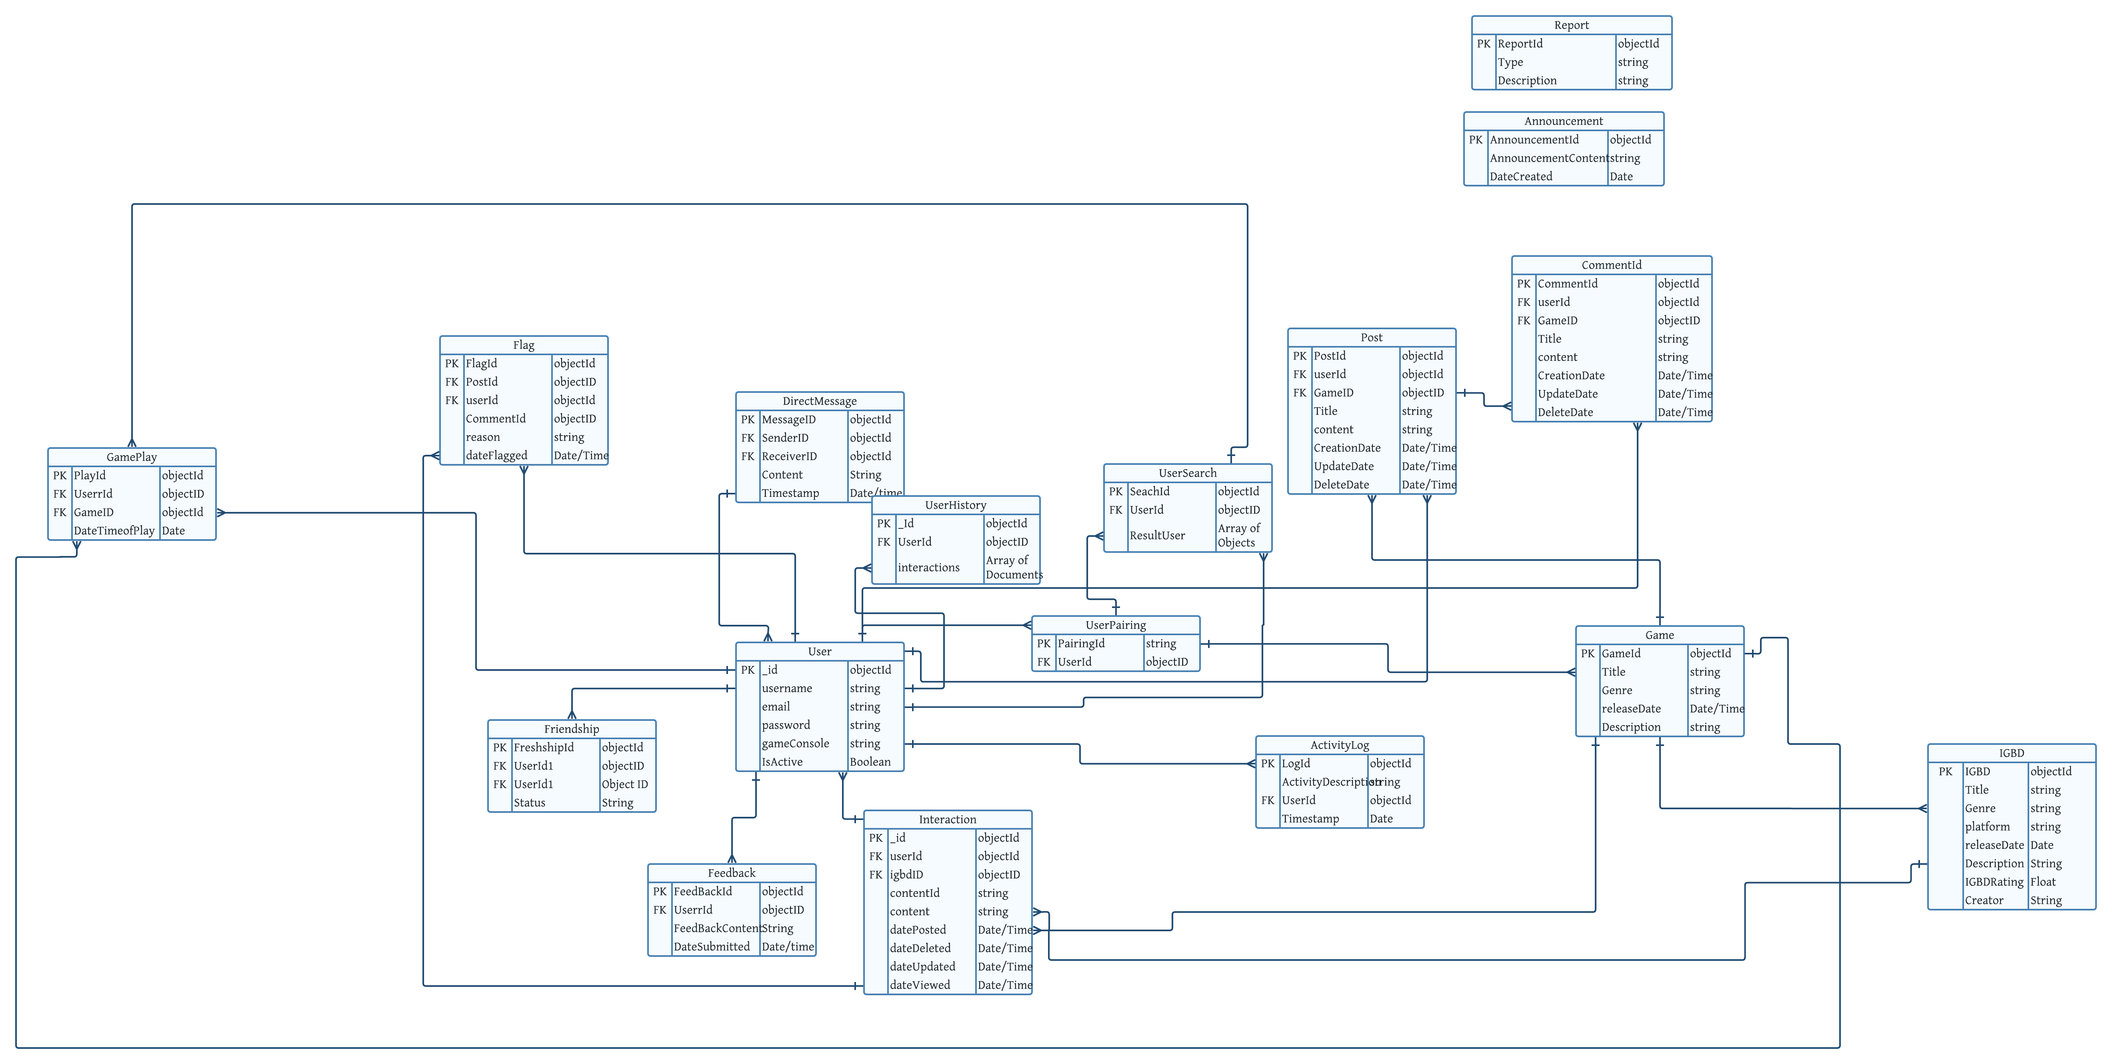 Report
PK ReportId objectId
Type string
Description string
Announcement
PK AnnouncementId objectId
AnnouncementContent string
DateCreated Date
CommentId
PK CommentId objectId
FK userId objectId
FK GameID objectID
Title string
content string
CreationDate Date/Time
UpdateDate Date/Time
DeleteDate Date/Time
Post
PK PostId objectId
FK userId objectId
FK GameID objectID
Title string
content string
CreationDate Date/Time
UpdateDate Date/Time
DeleteDate Date/Time
Flag
PK FlagId objectId
FK PostId objectID
FK userId objectId
CommentId objectID
reason string
dateFlagged Date/Time
DirectMessage
PK MessageID objectId
FK SenderID objectId
FK ReceiverID objectId
Content String
Timestamp Date/time
GamePlay
PK PlayId objectId
FK UserrId objectID
FK GameID objectId
DateTimeofPlay Date
UserSearch
PK SeachId objectId
FK UserId objectID
ResultUser Array of
Objects
UserHistory
PK _Id objectId
FK UserId objectID
interactions Array of
Documents
UserPairing
PK PairingId string
FK UserId objectID
Game
PK GameId objectId
Title string
Genre string
releaseDate Date/Time
Description string
User
PK _id objectId
username string
email string
password string
gameConsole string
IsActive Boolean
Friendship
PK FreshshipId objectId
FK UserId1 objectID
FK UserId1 Object ID
Status String
ActivityLog
PK LogId objectId
ActivityDescription string
FK UserId objectId
Timestamp Date
IGBD
PK IGBD objectId
Title string
Genre string
platform string
releaseDate Date
Description String
IGBDRating Float
Creator String
Interaction
PK _id objectId
FK userId objectId
FK igbdID objectID
contentId string
content string
datePosted Date/Time
dateDeleted Date/Time
dateUpdated Date/Time
dateViewed Date/Time
Feedback
PK FeedBackId objectId
FK UserrId objectID
FeedBackContent String
DateSubmitted Date/time